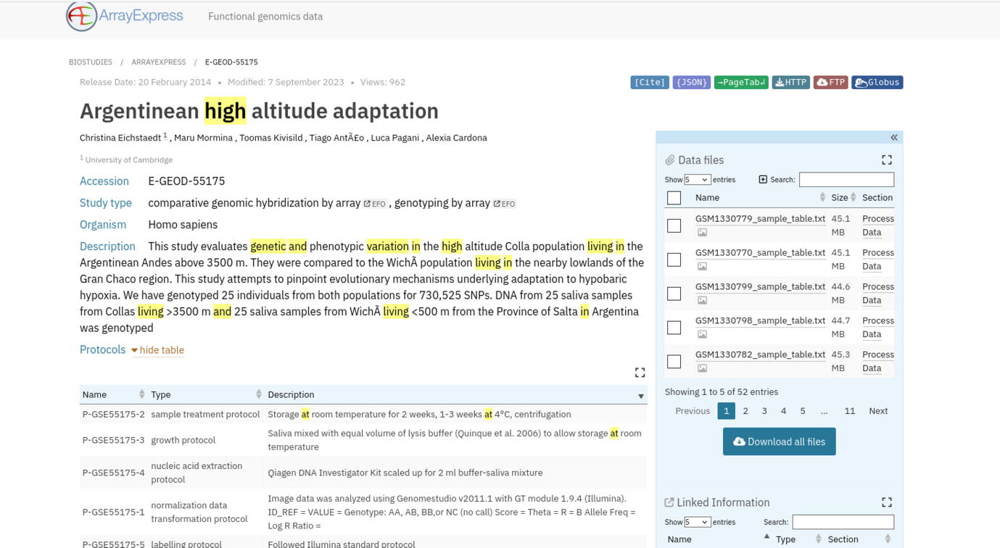 ArrayExpress Functional genomics data
BIOSTUDIES / ARRAYEXPRESS / E-GEOD-55175
Release Date: 20 February 2014 • Modified: 7 September 2023 • Views: 962
[Cite] {JSON} →PageTab↲ HTTP FTP Globus
Argentinean high altitude adaptation
Christina Eichstaedt 1 , Maru Mormina , Toomas Kivisild , Tiago AntÃ£o , Luca Pagani , Alexia Cardona
1 University of Cambridge
Accession E-GEOD-55175
Study type comparative genomic hybridization by array EFO , genotyping by array EFO
Organism Homo sapiens
Description This study evaluates genetic and phenotypic variation in the high altitude Colla population living in the
Argentinean Andes above 3500 m. They were compared to the WichÃ population living in the nearby lowlands of the
Gran Chaco region. This study attempts to pinpoint evolutionary mechanisms underlying adaptation to hypobaric
hypoxia. We have genotyped 25 individuals from both populations for 730,525 SNPs. DNA from 25 saliva samples
from Collas living >3500 m and 25 saliva samples from WichÃ living <500 m from the Province of Salta in Argentina
was genotyped
Protocols hide table
Name Type Description
P-GSE55175-2 sample treatment protocol Storage at room temperature for 2 weeks, 1-3 weeks at 4°C, centrifugation
P-GSE55175-3 growth protocol Saliva mixed with equal volume of lysis buffer (Quinque et al. 2006) to allow storage at room
temperature
P-GSE55175-4 nucleic acid extraction
protocol Qiagen DNA Investigator Kit scaled up for 2 ml buffer-saliva mixture
P-GSE55175-1 normalization data
transformation protocol Image data was analyzed using Genomestudio v2011.1 with GT module 1.9.4 (Illumina).
ID_REF = VALUE = Genotype: AA, AB, BB,or NC (no call) Score = Theta = R = B Allele Freq =
Log R Ratio =
P-GSE55175-5 labelling protocol Followed Illumina standard protocol
«
Data files
Show 5 entries Search:
Name Size Section
GSM1330779_sample_table.txt 45.1 Process
MB Data
GSM1330770_sample_table.txt 45.1 Process
MB Data
GSM1330799_sample_table.txt 44.6 Process
MB Data
GSM1330798_sample_table.txt 44.7 Process
MB Data
GSM1330782_sample_table.txt 45.3 Process
MB Data
Showing 1 to 5 of 52 entries
Previous 1 2 3 4 5 … 11 Next
Download all files
Linked Information
Show 5 entries Search:
Name Type Section